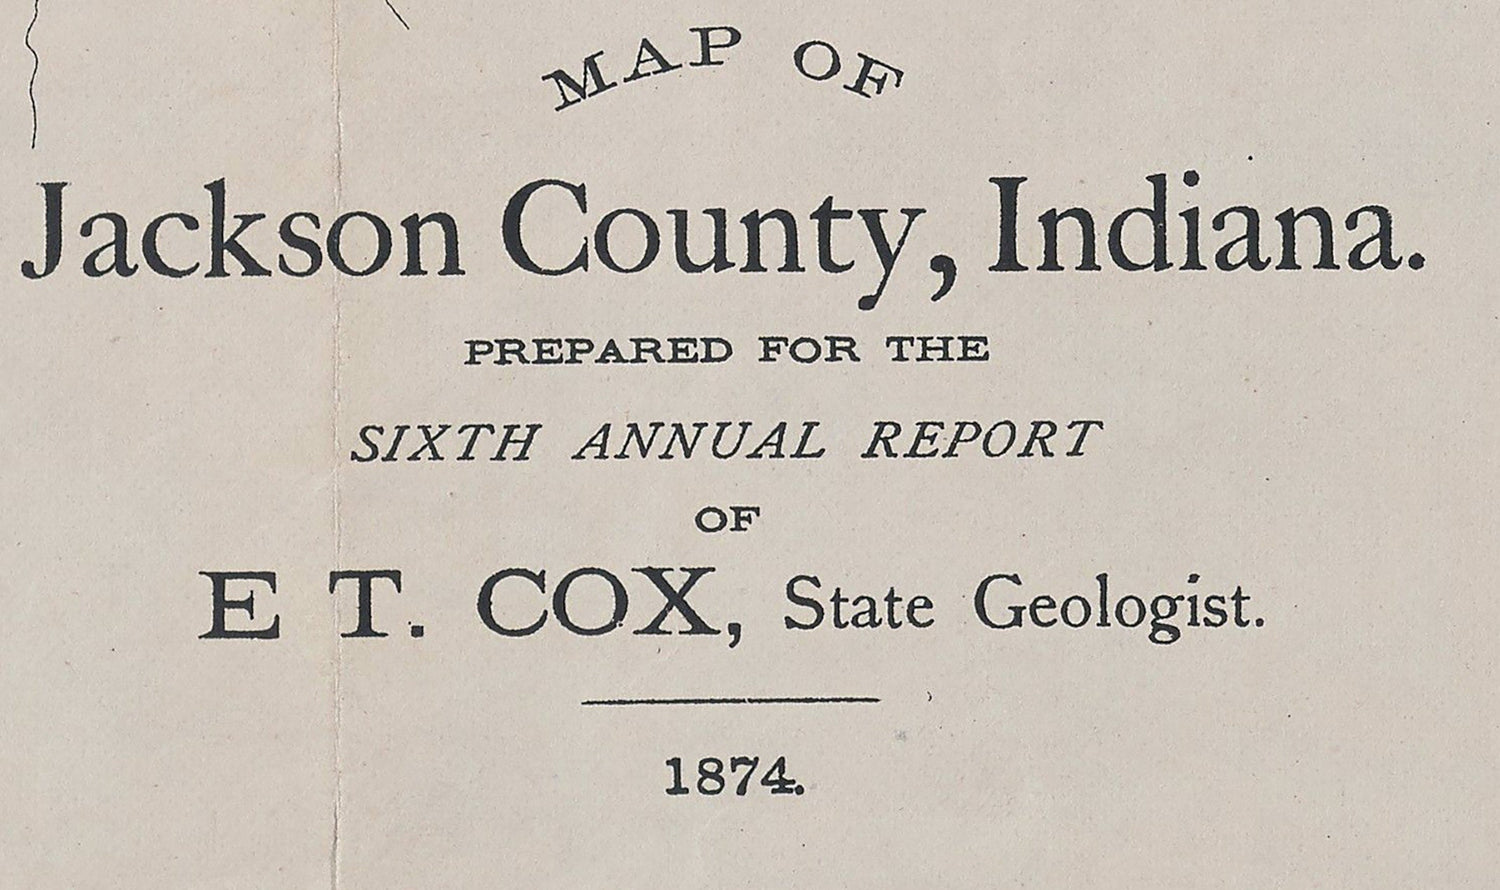 MAP OF
Jackson County, Indiana.
PREPARED FOR THE
SIXTH ANNUAL REPORT
OF
E T. COX, State Geologist.
1874.